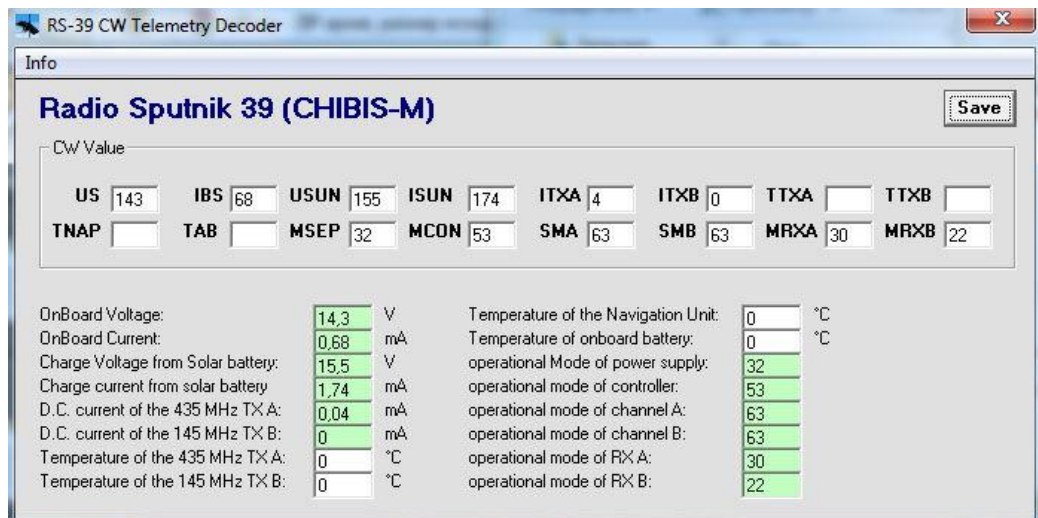 RS-39 CW Telemetry Decoder
Info
Radio Sputnik 39 (CHIBIS-M)
Save
CW Value
US 143 IBS 68 USUN 155 ISUN 174 ITXA 4 ITXB 0 TTXA TTXB
TNAP TAB MSEP 32 MCON 53 SMA 63 SMB 63 MRXA 30 MRXB 22
OnBoard Voltage: 14,3 V Temperature of the Navigation Unit: 0 °C
OnBoard Current: 0,68 mA Temperature of onboard battery: 0 °C
Charge Voltage from Solar battery: 15,5 V operational Mode of power supply: 32
Charge current from solar battery 1,74 mA operational mode of controller: 53
D.C. current of the 435 MHz TX A: 0,04 mA operational mode of channel A: 63
D.C. current of the 145 MHz TX B: 0 mA operational mode of channel B: 63
Temperature of the 435 MHz TX A: 0 °C operational mode of RX A: 30
Temperature of the 145 MHz TX B: 0 °C operational mode of RX B: 22